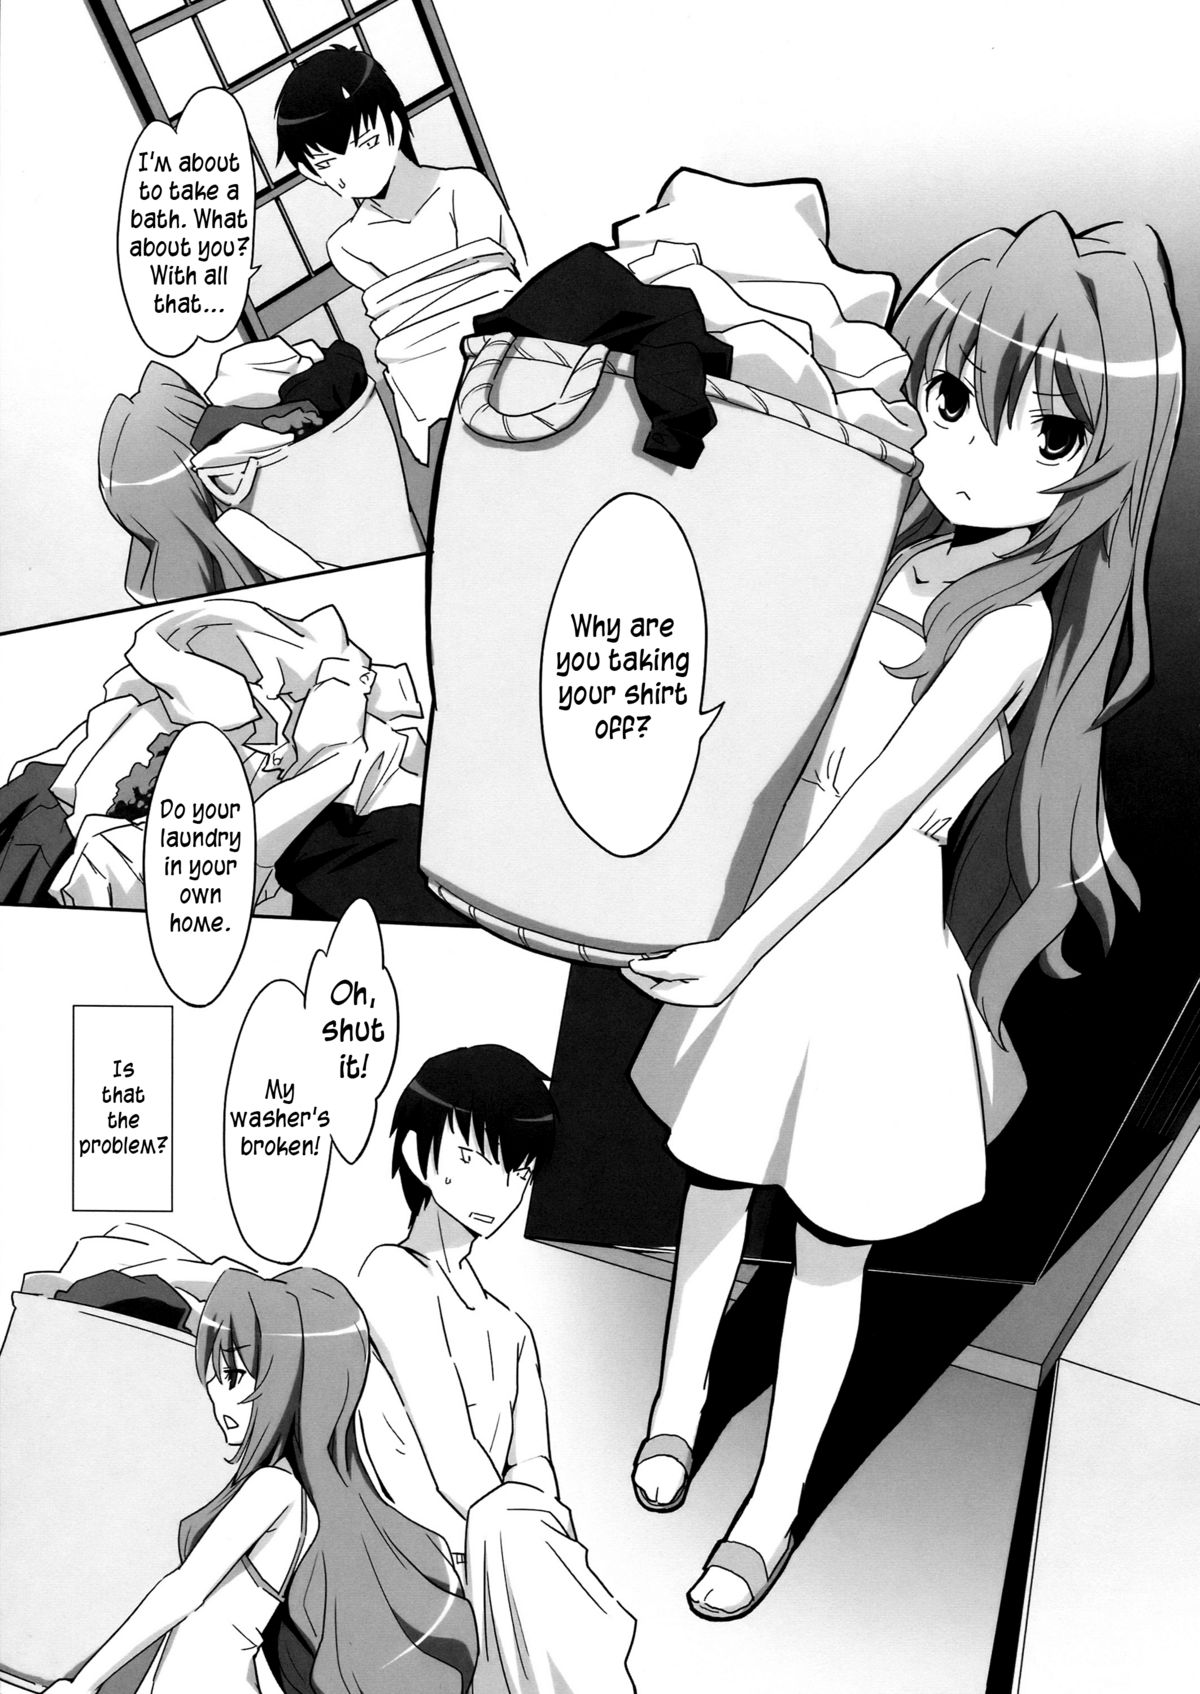 Why are
you taking
your shirt
off?
I'm about
to take a
bath. What
about you?
With all
that...
Do your
laundry
in your
own
home.
Oh,
shut
it!
My
washer's
broken!
Is
that
the
problem?